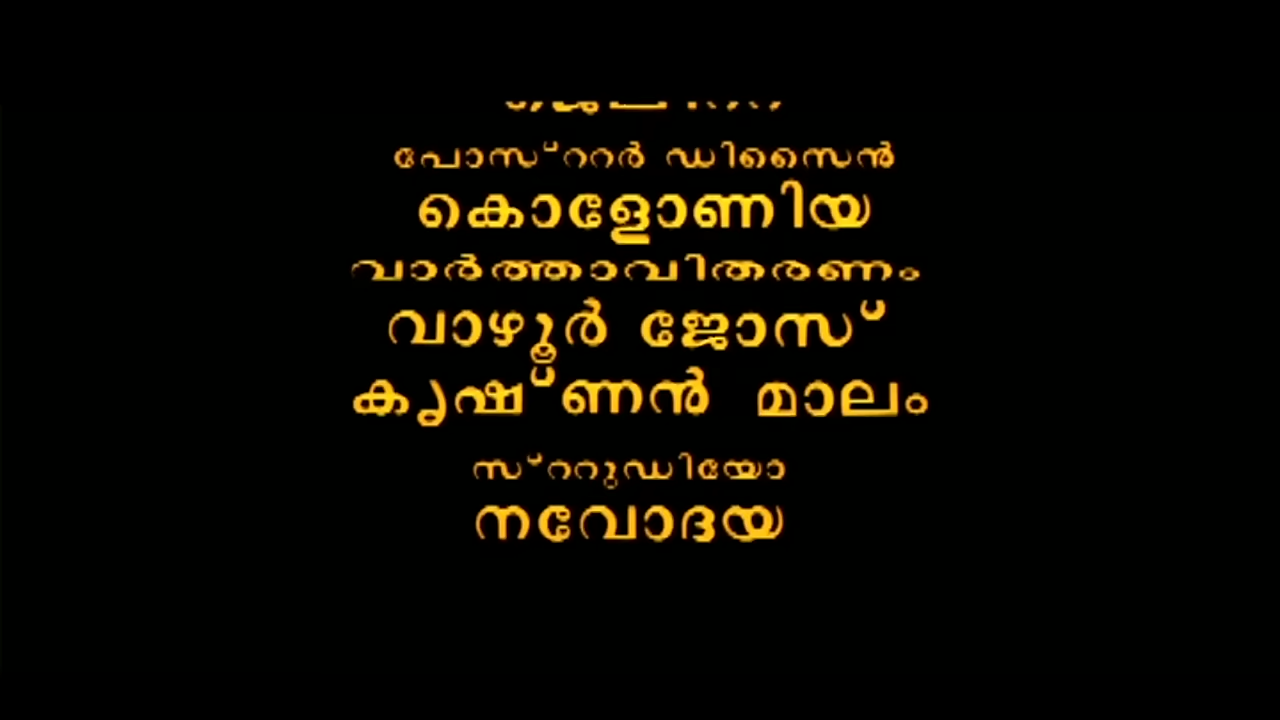 പോസ്റ്റർ ഡിസൈൻ
കൊളോണിയ
വാർത്താവിതരണം
വാഴൂർ ജോസ്
കൃഷ്ണൻ മാലം
സ്റ്റുഡിയോ
നവോദയ